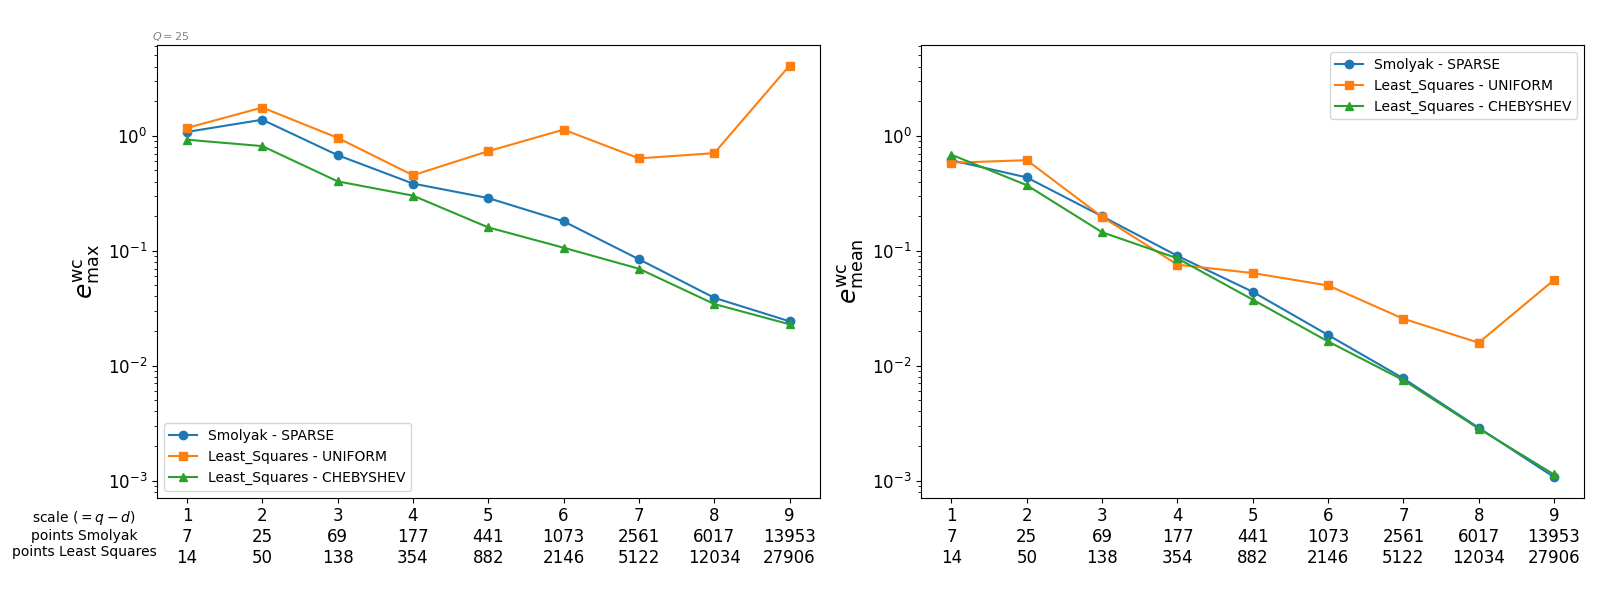 Q = 25
10⁰
10⁻¹
10⁻²
10⁻³
e^wc_max
Smolyak - SPARSE
Least_Squares - UNIFORM
Least_Squares - CHEBYSHEV
scale (= q − d) 1 2 3 4 5 6 7 8 9
points Smolyak 7 25 69 177 441 1073 2561 6017 13953
points Least Squares 14 50 138 354 882 2146 5122 12034 27906
10⁰
10⁻¹
10⁻²
10⁻³
e^wc_mean
Smolyak - SPARSE
Least_Squares - UNIFORM
Least_Squares - CHEBYSHEV
1 2 3 4 5 6 7 8 9
7 25 69 177 441 1073 2561 6017 13953
14 50 138 354 882 2146 5122 12034 27906